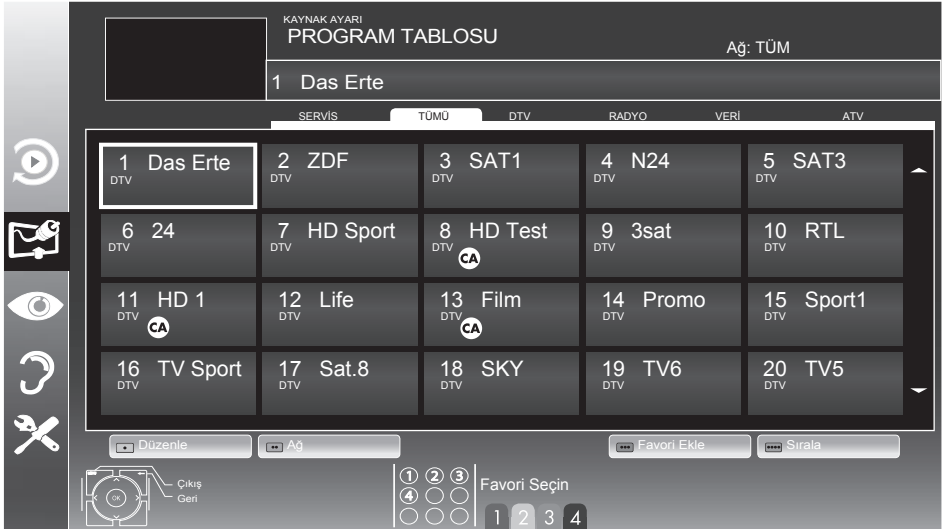 KAYNAK AYARI
PROGRAM TABLOSU
Ağ: TÜM
1 Das Erte
SERVİS TÜMÜ DTV RADYO VERİ ATV
1 Das Erte 2 ZDF 3 SAT1 4 N24 5 SAT3
DTV DTV DTV DTV DTV
6 24 7 HD Sport 8 HD Test 9 3sat 10 RTL
DTV DTV DTV DTV DTV
CA
11 HD 1 12 Life 13 Film 14 Promo 15 Sport1
DTV DTV DTV DTV DTV
CA CA
16 TV Sport 17 Sat.8 18 SKY 19 TV6 20 TV5
DTV DTV DTV DTV DTV
Düzenle Ağ Favori Ekle Sırala
Çıkış
Geri
OK
1 2 3
4
Favori Seçin
1 2 3 4